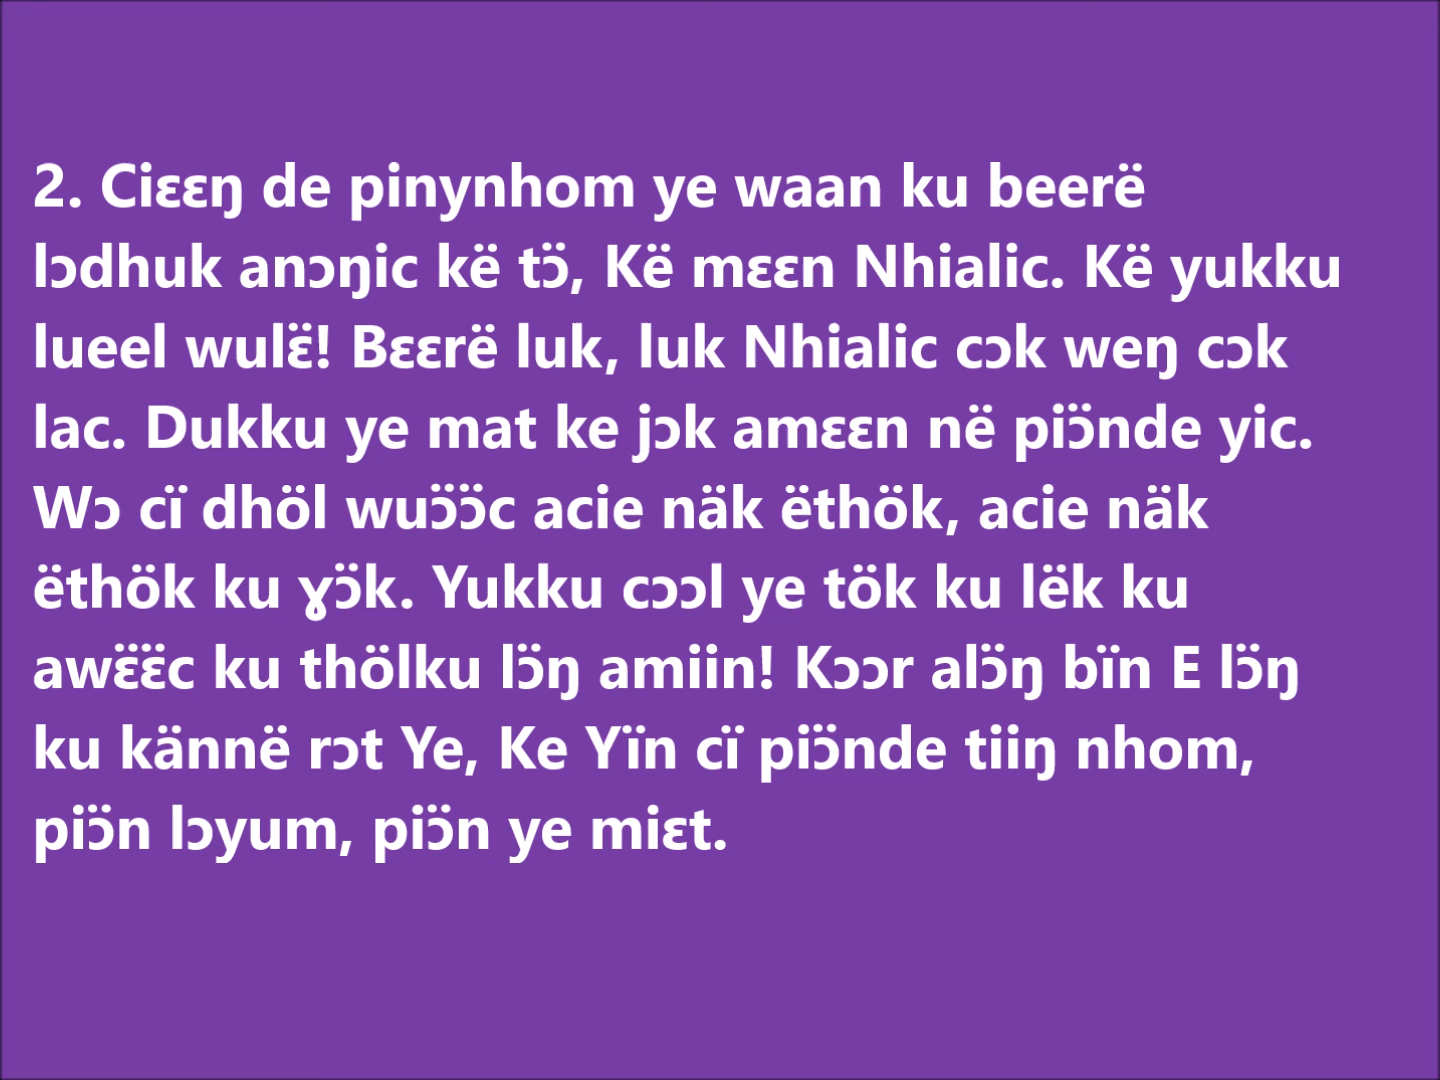 2. Ciɛɛŋ de pinynhom ye waan ku beerë
lɔdhuk anɔŋic kë tɔ̈, Kë mɛɛn Nhialic. Kë yukku
lueel wulɛ̈! Bɛɛrë luk, luk Nhialic cɔk weŋ cɔk
lac. Dukku ye mat ke jɔk amɛɛn në piɔ̈nde yic.
Wɔ cï dhöl wuɔ̈ɔ̈c acie näk ëthök, acie näk
ëthök ku ɣɔ̈k. Yukku cɔɔl ye tök ku lëk ku
awɛ̈ɛ̈c ku thölku lɔ̈ŋ amiin! Kɔɔr alɔ̈ŋ bïn E lɔ̈ŋ
ku kännë rɔt Ye, Ke Yïn cï piɔ̈nde tiiŋ nhom,
piɔ̈n lɔyum, piɔ̈n ye miɛt.